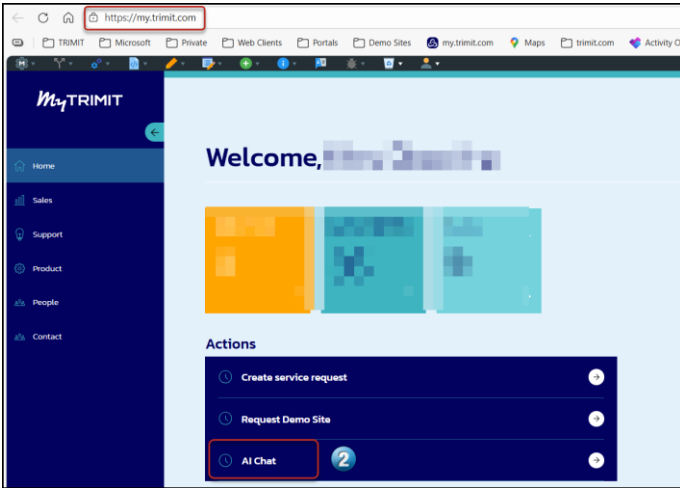 https://my.trimit.com
TRIMIT Microsoft Private Web Clients Portals Demo Sites my.trimit.com Maps trimit.com Activity O
MyTRIMIT
Home
Sales
Support
Product
People
Contact
Welcome,
Actions
Create service request
Request Demo Site
AI Chat 2